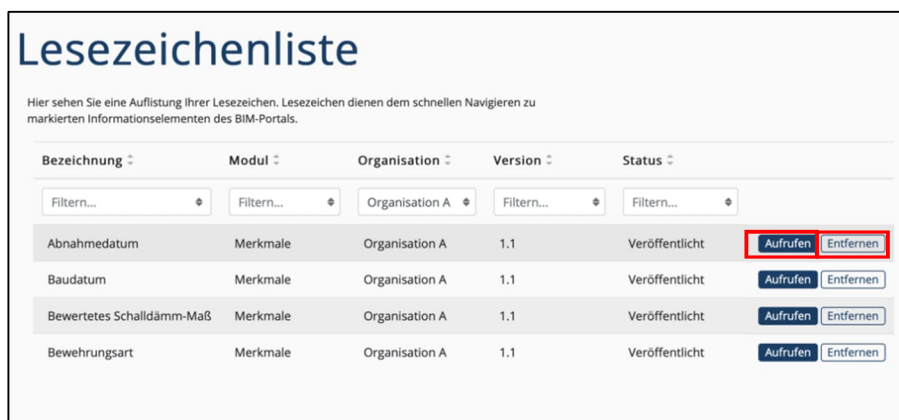 Lesezeichenliste
Hier sehen Sie eine Auflistung Ihrer Lesezeichen. Lesezeichen dienen dem schnellen Navigieren zu
markierten Informationselementen des BIM-Portals.
Bezeichnung Modul Organisation Version Status
Filtern... Filtern... Organisation A Filtern... Filtern...
Abnahmedatum Merkmale Organisation A 1.1 Veröffentlicht Aufrufen Entfernen
Baudatum Merkmale Organisation A 1.1 Veröffentlicht Aufrufen Entfernen
Bewertetes Schalldämm-Maß Merkmale Organisation A 1.1 Veröffentlicht Aufrufen Entfernen
Bewehrungsart Merkmale Organisation A 1.1 Veröffentlicht Aufrufen Entfernen